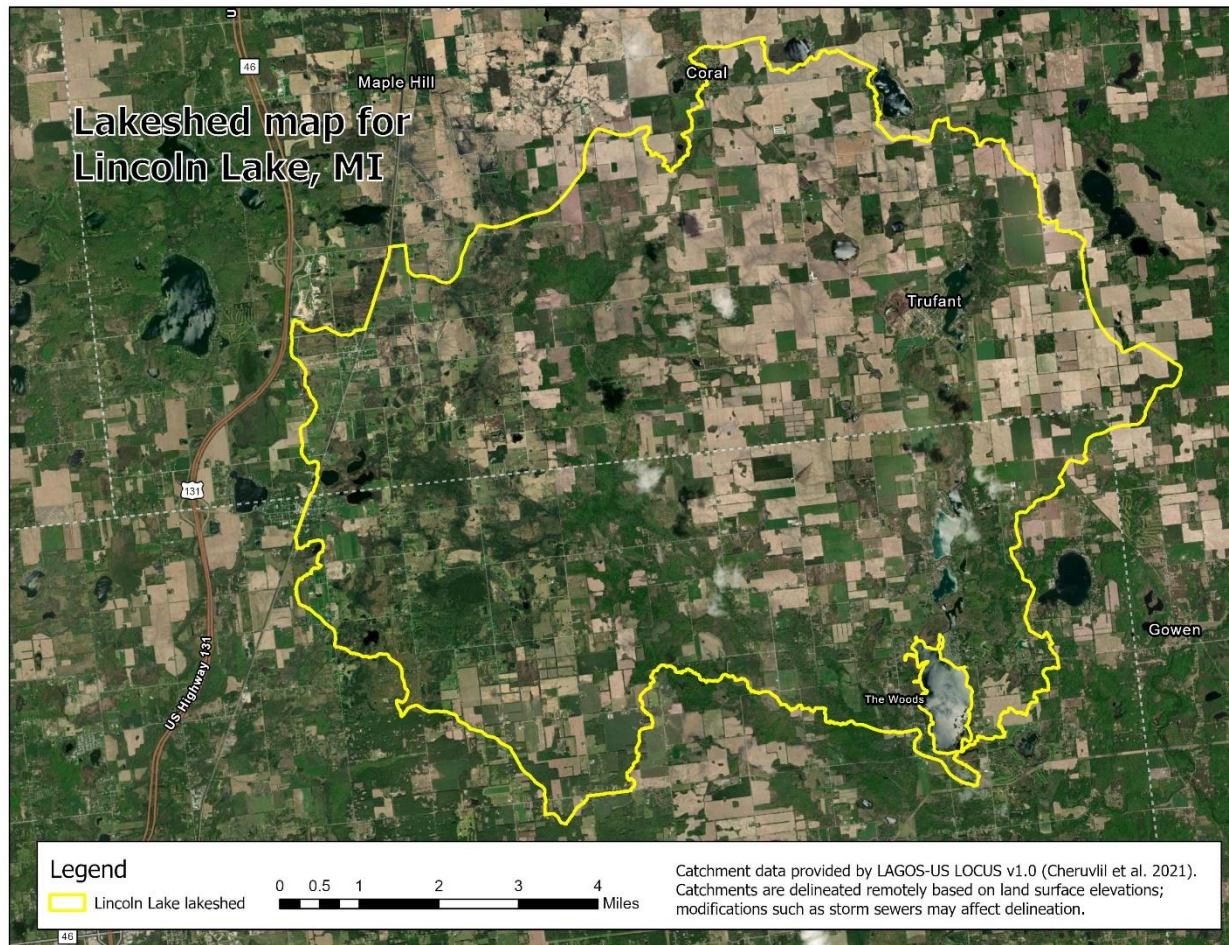 U
46
Maple Hill
Coral
Lakeshed map for
Lincoln Lake, MI
Trufant
131
Gowen
The Woods
US Highway 131
Legend
Lincoln Lake lakeshed
0 0.5 1 2 3 4
Miles
Catchment data provided by LAGOS-US LOCUS v1.0 (Cheruvlil et al. 2021).
Catchments are delineated remotely based on land surface elevations;
modifications such as storm sewers may affect delineation.
46